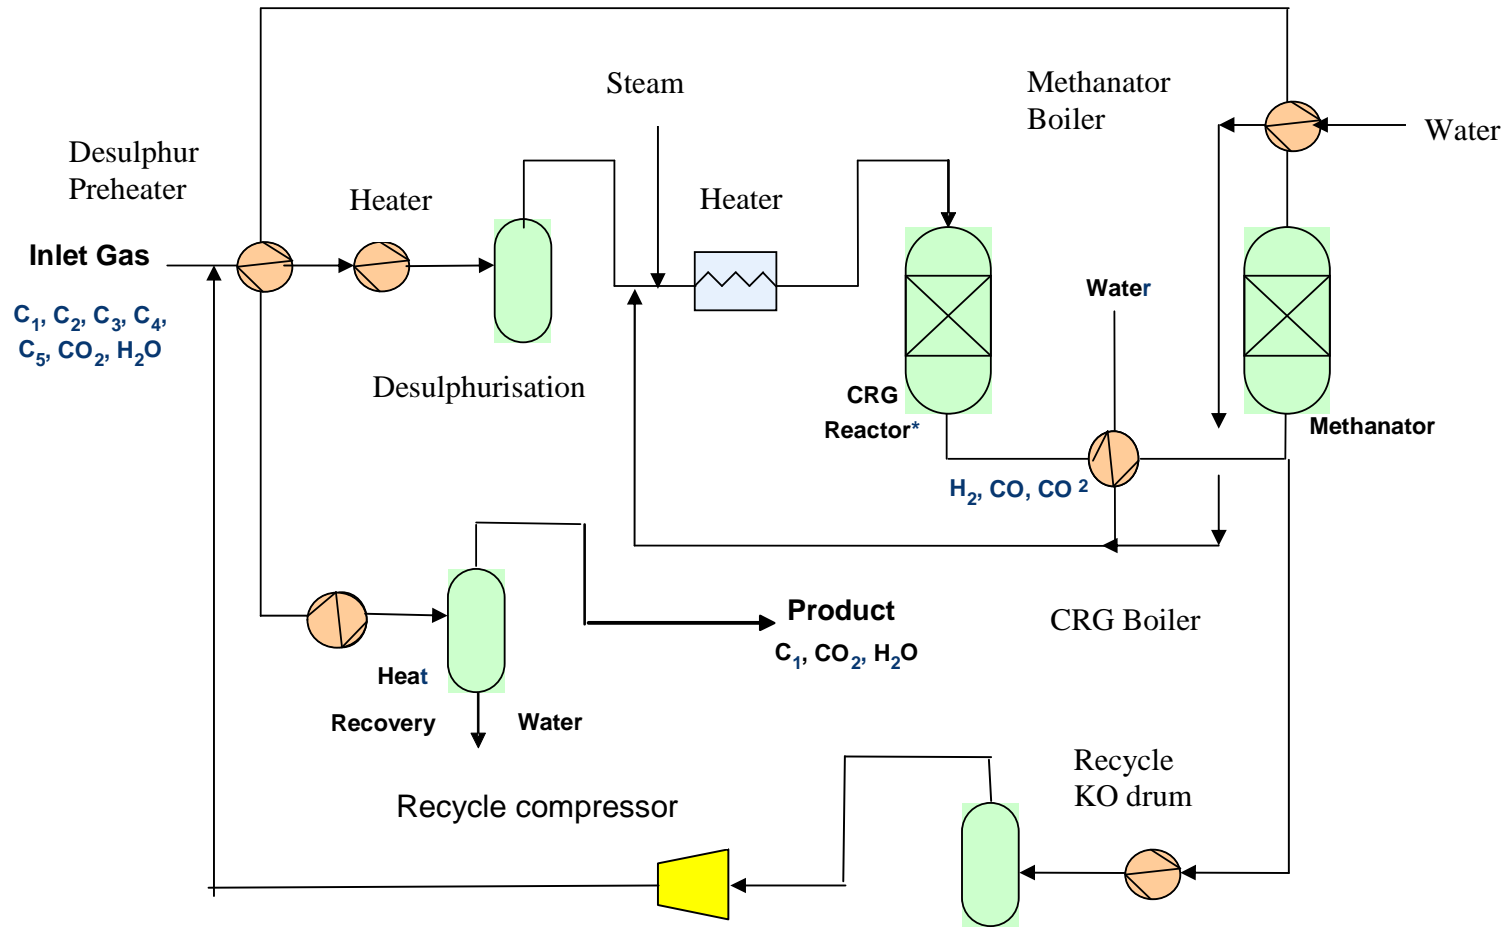 Steam
Methanator
Boiler
Water
Desulphur
Preheater
Heater
Heater
Inlet Gas
C1, C2, C3, C4,
C5, CO2, H2O
Water
Desulphurisation
CRG
Reactor*
Methanator
H2, CO, CO 2
Product
C1, CO2, H2O
CRG Boiler
Heat
Recovery
Water
Recycle
KO drum
Recycle compressor